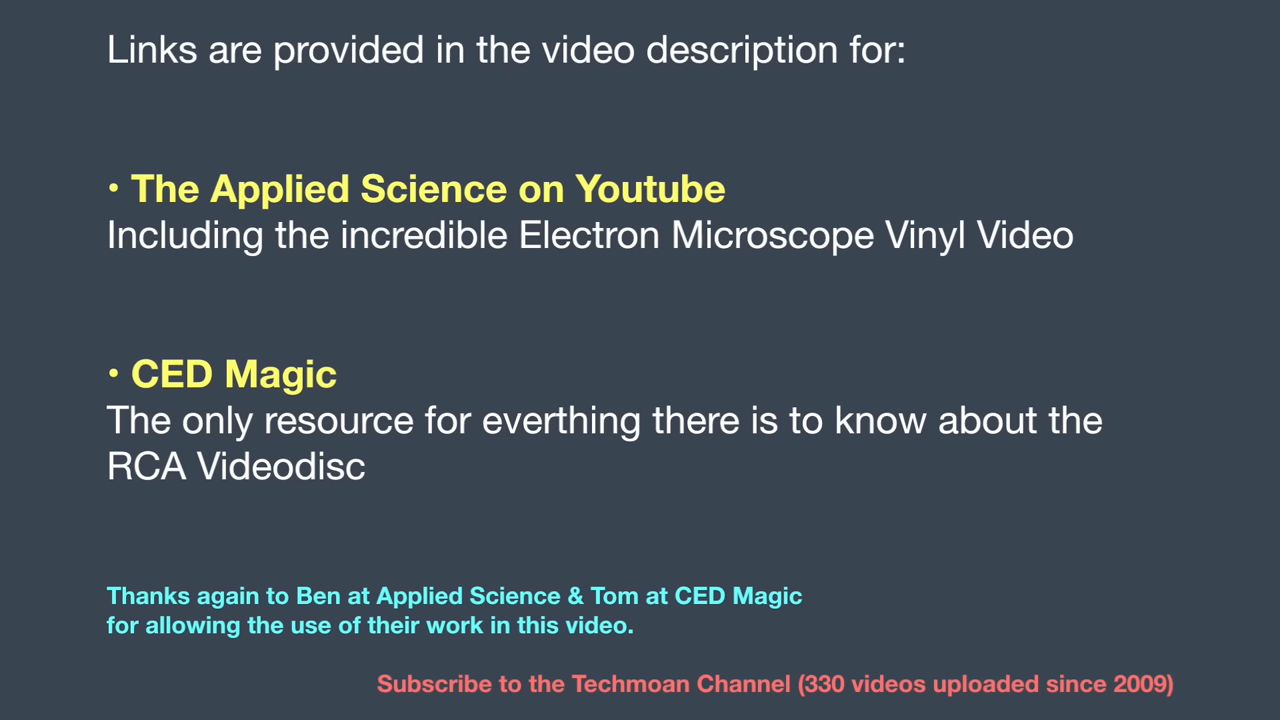 Links are provided in the video description for:
• The Applied Science on Youtube
Including the incredible Electron Microscope Vinyl Video
• CED Magic
The only resource for everthing there is to know about the
RCA Videodisc
Thanks again to Ben at Applied Science & Tom at CED Magic
for allowing the use of their work in this video.
Subscribe to the Techmoan Channel (330 videos uploaded since 2009)